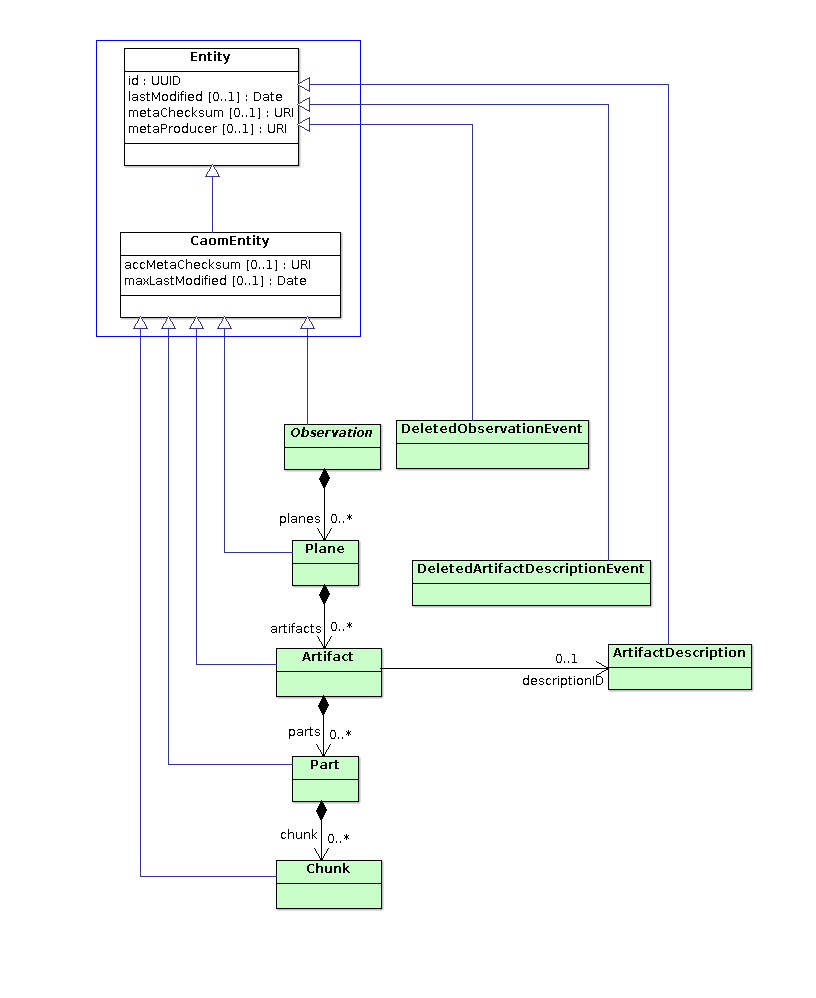 Entity
id : UUID
lastModified [0..1] : Date
metaChecksum [0..1] : URI
metaProducer [0..1] : URI
CaomEntity
accMetaChecksum [0..1] : URI
maxLastModified [0..1] : Date
Observation
DeletedObservationEvent
planes 0..*
Plane
DeletedArtifactDescriptionEvent
artifacts 0..*
Artifact
0..1
descriptionID
ArtifactDescription
parts 0..*
Part
chunk 0..*
Chunk